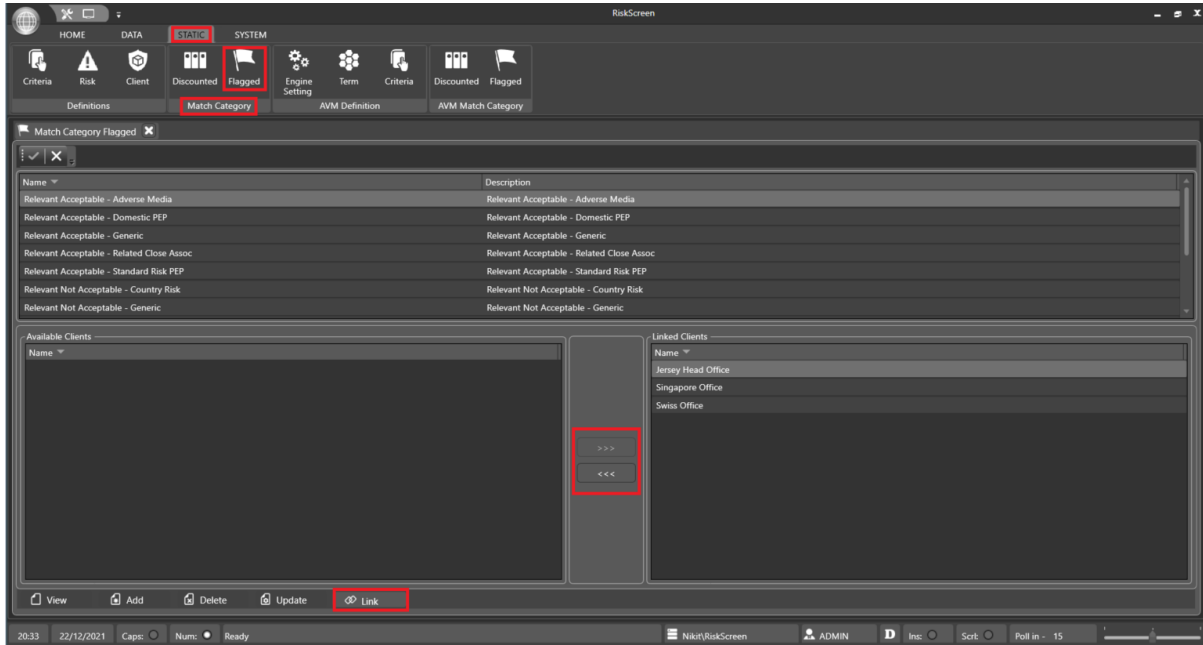 RiskScreen
HOME DATA STATIC SYSTEM
Criteria Risk Client Discounted Flagged Engine Setting Term Criteria Discounted Flagged
Definitions Match Category AVM Definition AVM Match Category
Match Category Flagged
Name Description
Relevant Acceptable - Adverse Media Relevant Acceptable - Adverse Media
Relevant Acceptable - Domestic PEP Relevant Acceptable - Domestic PEP
Relevant Acceptable - Generic Relevant Acceptable - Generic
Relevant Acceptable - Related Close Assoc Relevant Acceptable - Related Close Assoc
Relevant Acceptable - Standard Risk PEP Relevant Acceptable - Standard Risk PEP
Relevant Not Acceptable - Country Risk Relevant Not Acceptable - Country Risk
Relevant Not Acceptable - Generic Relevant Not Acceptable - Generic
Available Clients Linked Clients
Name Name
Jersey Head Office
Singapore Office
Swiss Office
>>>
<<<
View Add Delete Update Link
20:33 22/12/2021 Caps: Num: Ready Nikit\RiskScreen ADMIN D Ins: Scrl: Poll in - 15